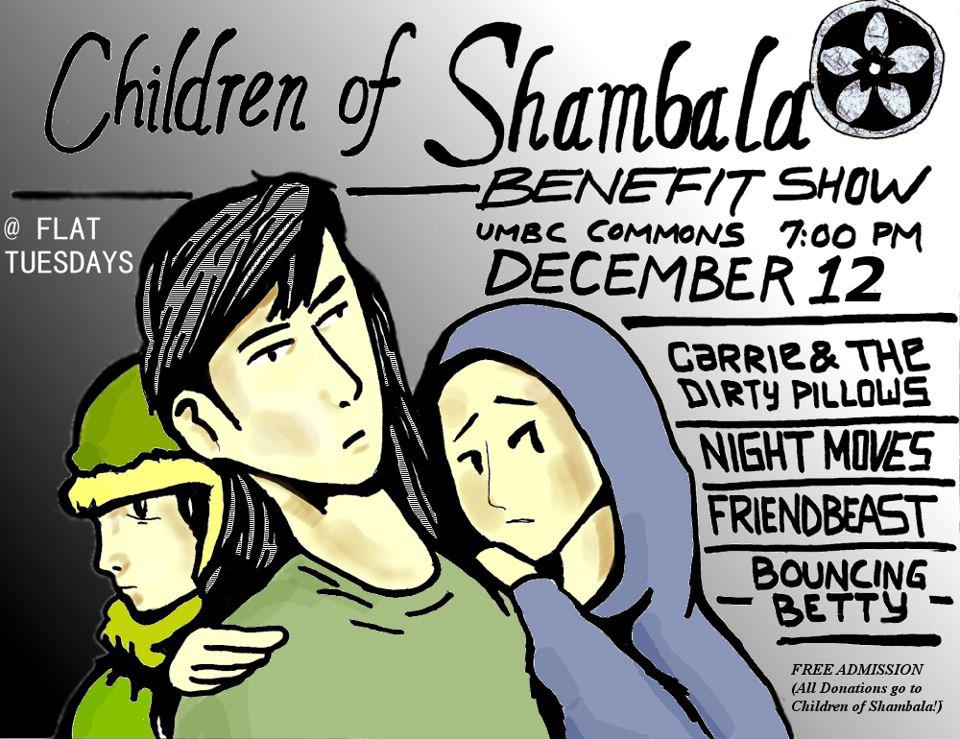 Children of Shambala
BENEFIT SHOW
@ FLAT
TUESDAYS
UMBC COMMONS 7:00 PM
DECEMBER 12
CARRIE & THE
DIRTY PILLOWS
NIGHT MOVES
FRIENDBEAST
BOUNCING
- BETTY -
FREE ADMISSION
(All Donations go to
Children of Shambala!)